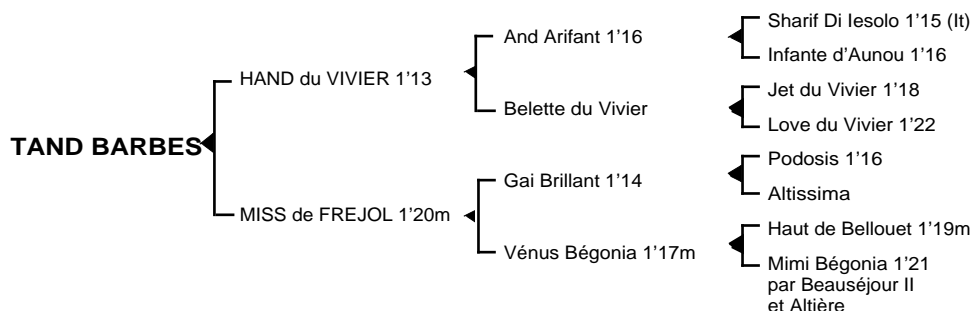 Sharif Di Iesolo 1’15 (It)
And Arifant 1’16
Infante d’Aunou 1’16
HAND du VIVIER 1’13
Jet du Vivier 1’18
Belette du Vivier
Love du Vivier 1’22
TAND BARBES
Podosis 1’16
Gai Brillant 1’14
Altissima
MISS de FREJOL 1’20m
Haut de Bellouet 1’19m
Vénus Bégonia 1’17m
Mimi Bégonia 1’21
par Beauséjour II
et Altière